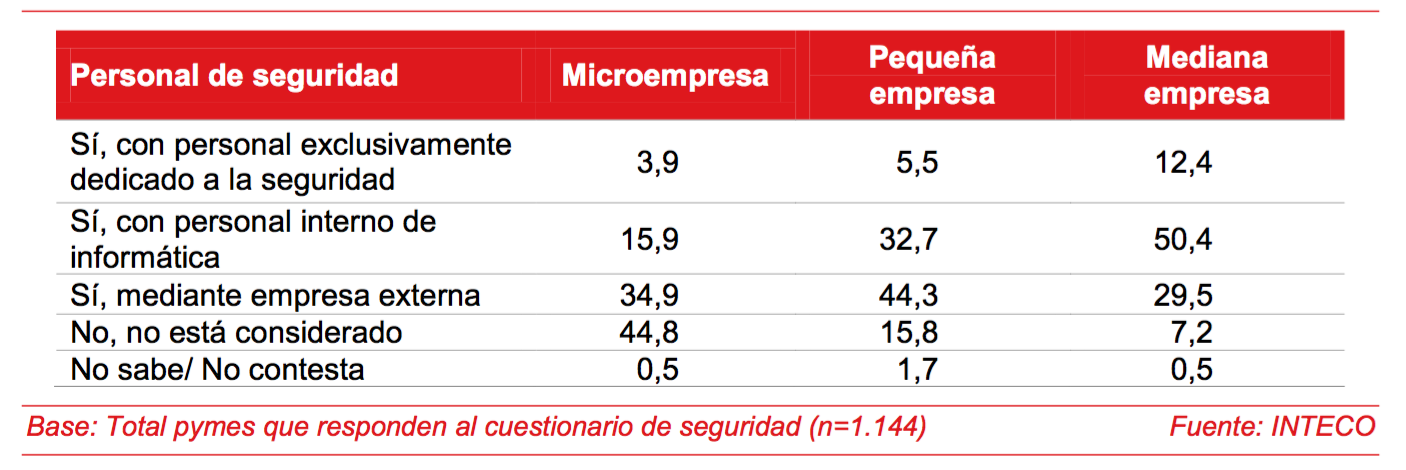 Personal de seguridad Microempresa Pequeña empresa Mediana empresa
Sí, con personal exclusivamente
dedicado a la seguridad 3,9 5,5 12,4
Sí, con personal interno de
informática 15,9 32,7 50,4
Sí, mediante empresa externa 34,9 44,3 29,5
No, no está considerado 44,8 15,8 7,2
No sabe/ No contesta 0,5 1,7 0,5
Base: Total pymes que responden al cuestionario de seguridad (n=1.144) Fuente: INTECO